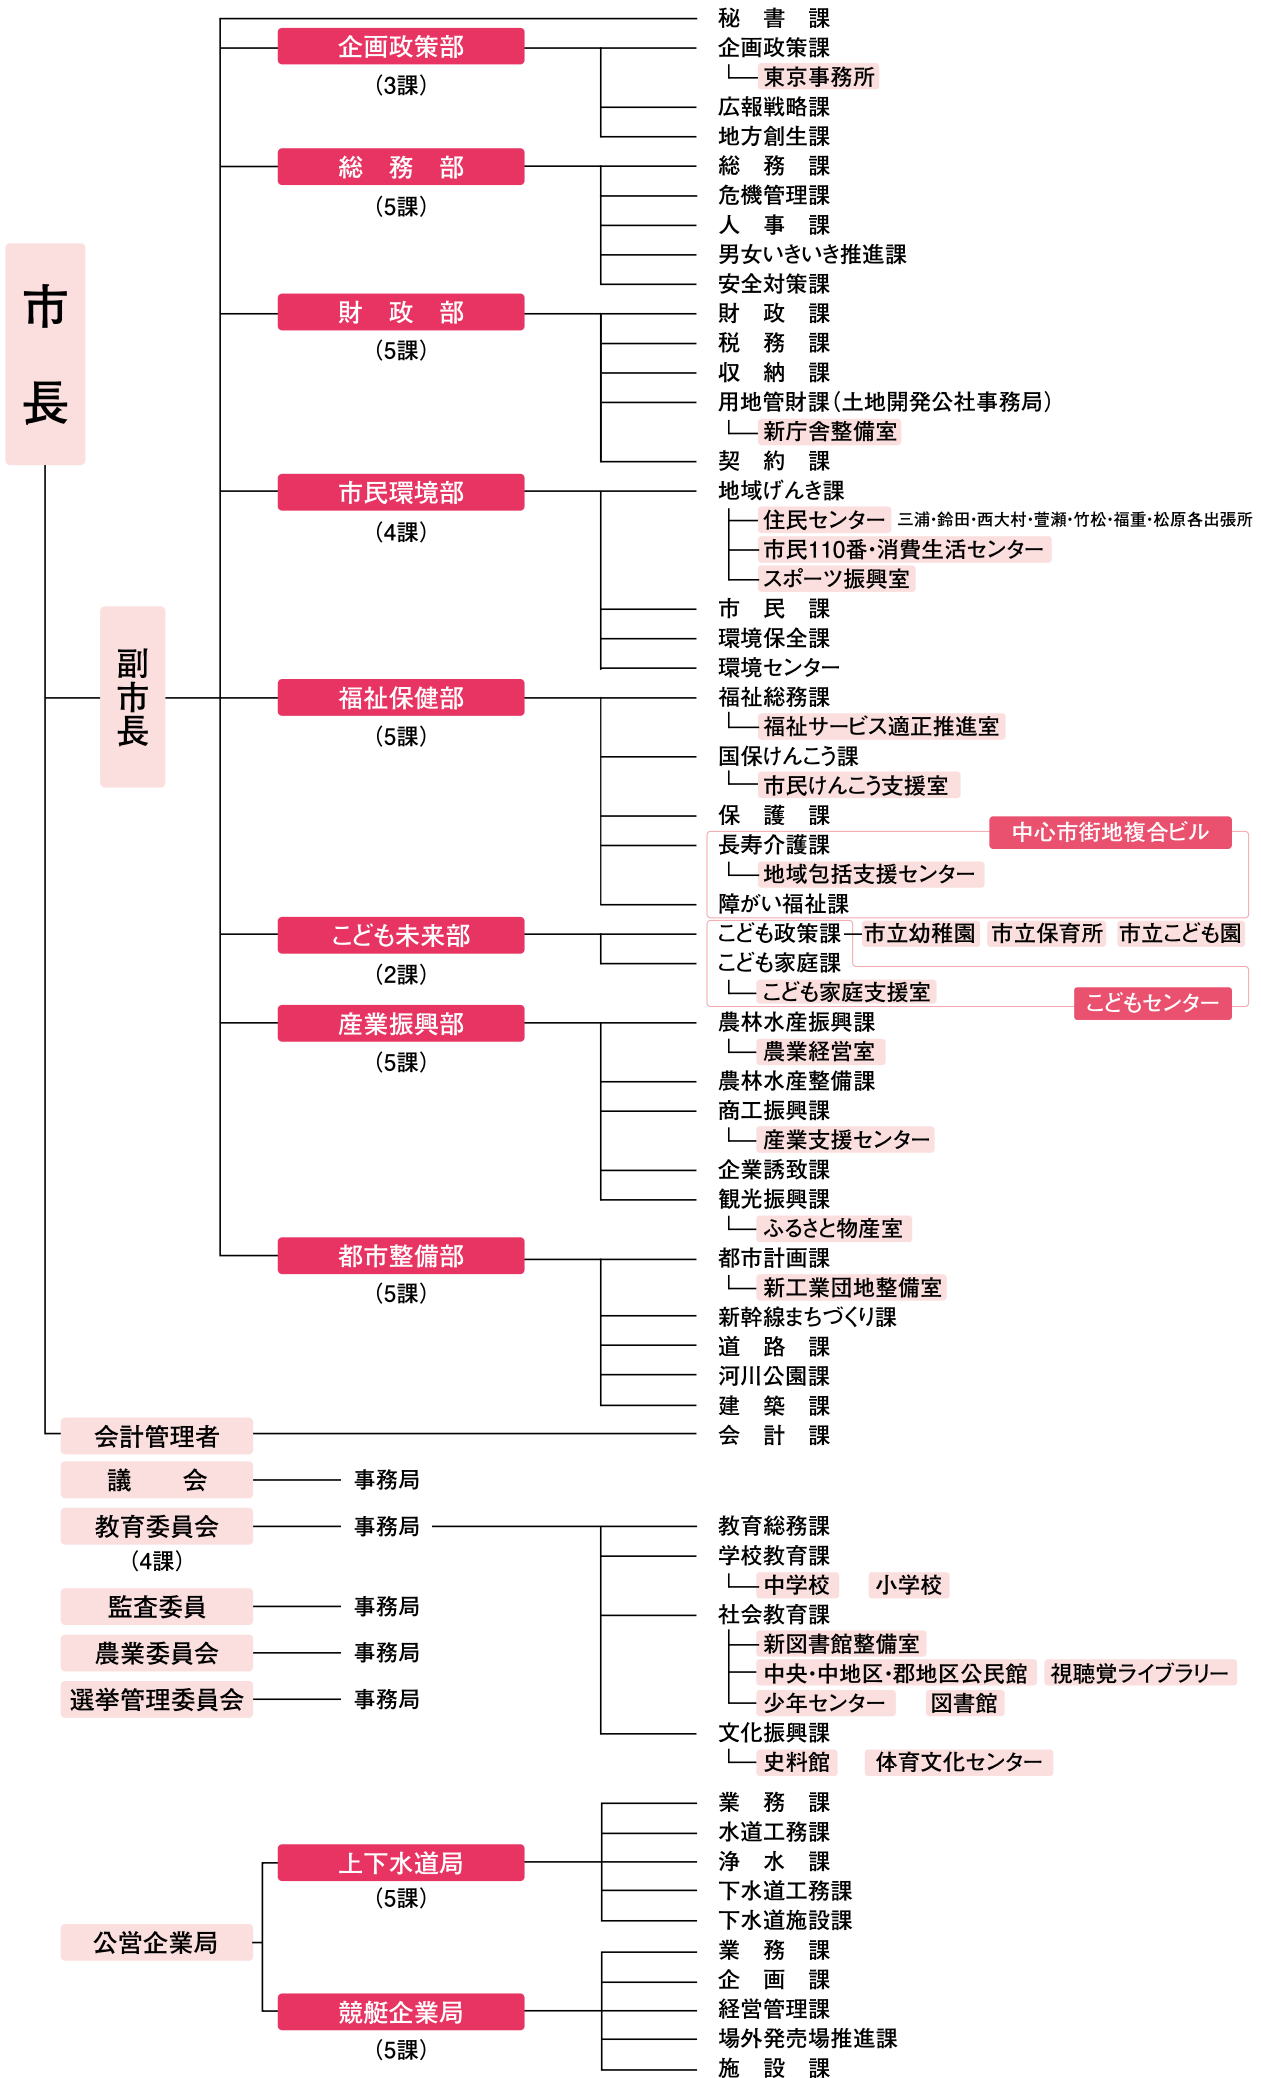 市長
副市長
秘書課
企画政策部
(3課)
企画政策課
東京事務所
広報戦略課
地方創生課
総務部
(5課)
総務課
危機管理課
人事課
男女いきいき推進課
安全対策課
財政部
(5課)
財政課
税務課
収納課
用地管財課(土地開発公社事務局)
新庁舎整備室
契約課
市民環境部
(4課)
地域げんき課
住民センター 三浦・鈴田・西大村・萱瀬・竹松・福重・松原各出張所
市民110番・消費生活センター
スポーツ振興室
市民課
環境保全課
環境センター
福祉保健部
(5課)
福祉総務課
福祉サービス適正推進室
国保けんこう課
市民けんこう支援室
保護課
中心市街地複合ビル
長寿介護課
地域包括支援センター
障がい福祉課
こども未来部
(2課)
こども政策課 市立幼稚園 市立保育所 市立こども園
こども家庭課
こども家庭支援室
こどもセンター
産業振興部
(5課)
農林水産振興課
農業経営室
農林水産整備課
商工振興課
産業支援センター
企業誘致課
観光振興課
ふるさと物産室
都市整備部
(5課)
都市計画課
新工業団地整備室
新幹線まちづくり課
道路課
河川公園課
建築課
会計管理者 会計課
議会 事務局
教育委員会 事務局
(4課)
教育総務課
学校教育課
中学校 小学校
社会教育課
新図書館整備室
中央・中地区・郡地区公民館 視聴覚ライブラリー
少年センター 図書館
文化振興課
史料館 体育文化センター
監査委員 事務局
農業委員会 事務局
選挙管理委員会 事務局
公営企業局
上下水道局
(5課)
業務課
水道工務課
浄水課
下水道工務課
下水道施設課
競艇企業局
(5課)
業務課
企画課
経営管理課
場外発売場推進課
施設課